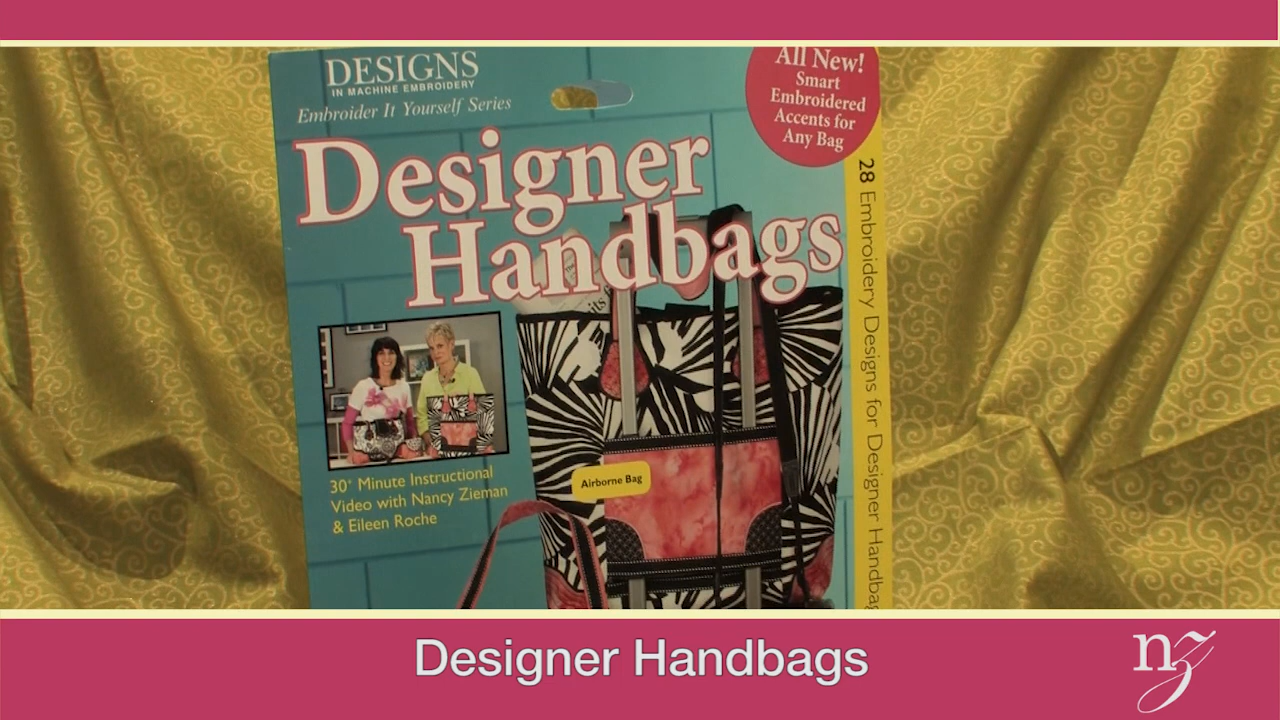 DESIGNS
IN MACHINE EMBROIDERY
Embroider It Yourself Series
Designer
Handbags
All New!
Smart
Embroidered
Accents for
Any Bag
28 Embroidery Designs for Designer Handbag
30+ Minute Instructional
Video with Nancy Zieman
& Eileen Roche
Airborne Bag
Designer Handbags
nz